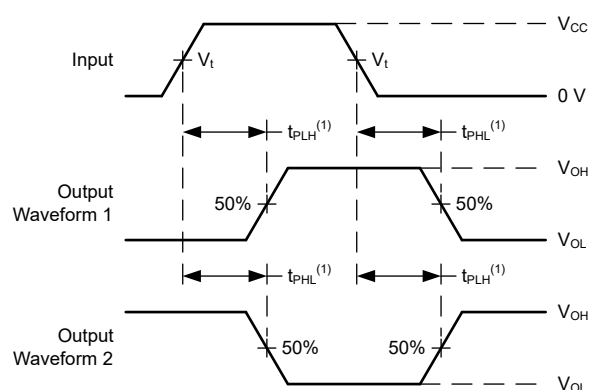 V_CC
Input
V_t
V_t
0 V
t_PLH^(1)
t_PHL^(1)
V_OH
Output
Waveform 1
50%
50%
V_OL
t_PHL^(1)
t_PLH^(1)
V_OH
Output
Waveform 2
50%
50%
V_OL